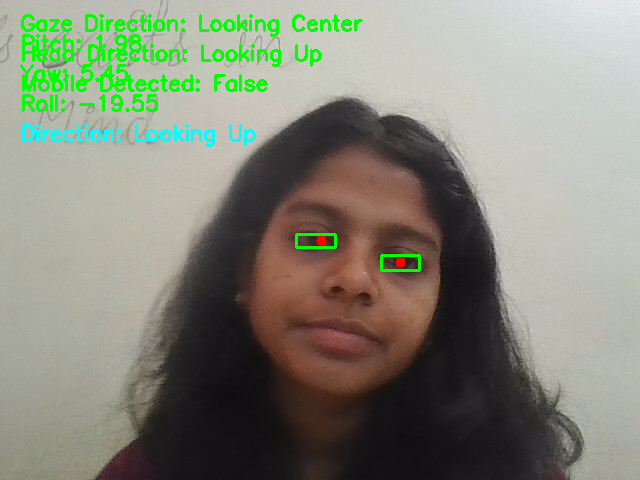 Gaze Direction: Looking Center
Pitch: 1.98
Head Direction: Looking Up
Yaw: 5.45
Mobile Detected: False
Roll: -19.55
Direction: Looking Up
Mind